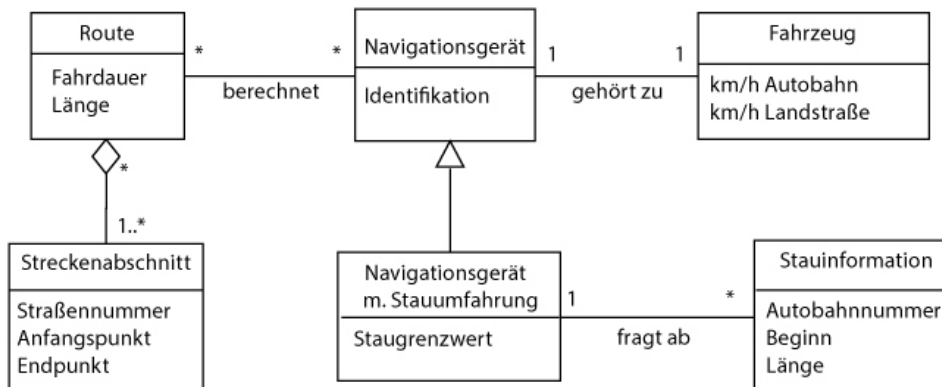 Route
Fahrdauer
Länge
*
berechnet
*
Navigationsgerät
Identifikation
1
gehört zu
1
Fahrzeug
km/h Autobahn
km/h Landstraße
*
1..*
Streckenabschnitt
Straßennummer
Anfangspunkt
Endpunkt
Navigationsgerät
m. Stauumfahrung
Staugrenzwert
1
fragt ab
*
Stauinformation
Autobahnnummer
Beginn
Länge